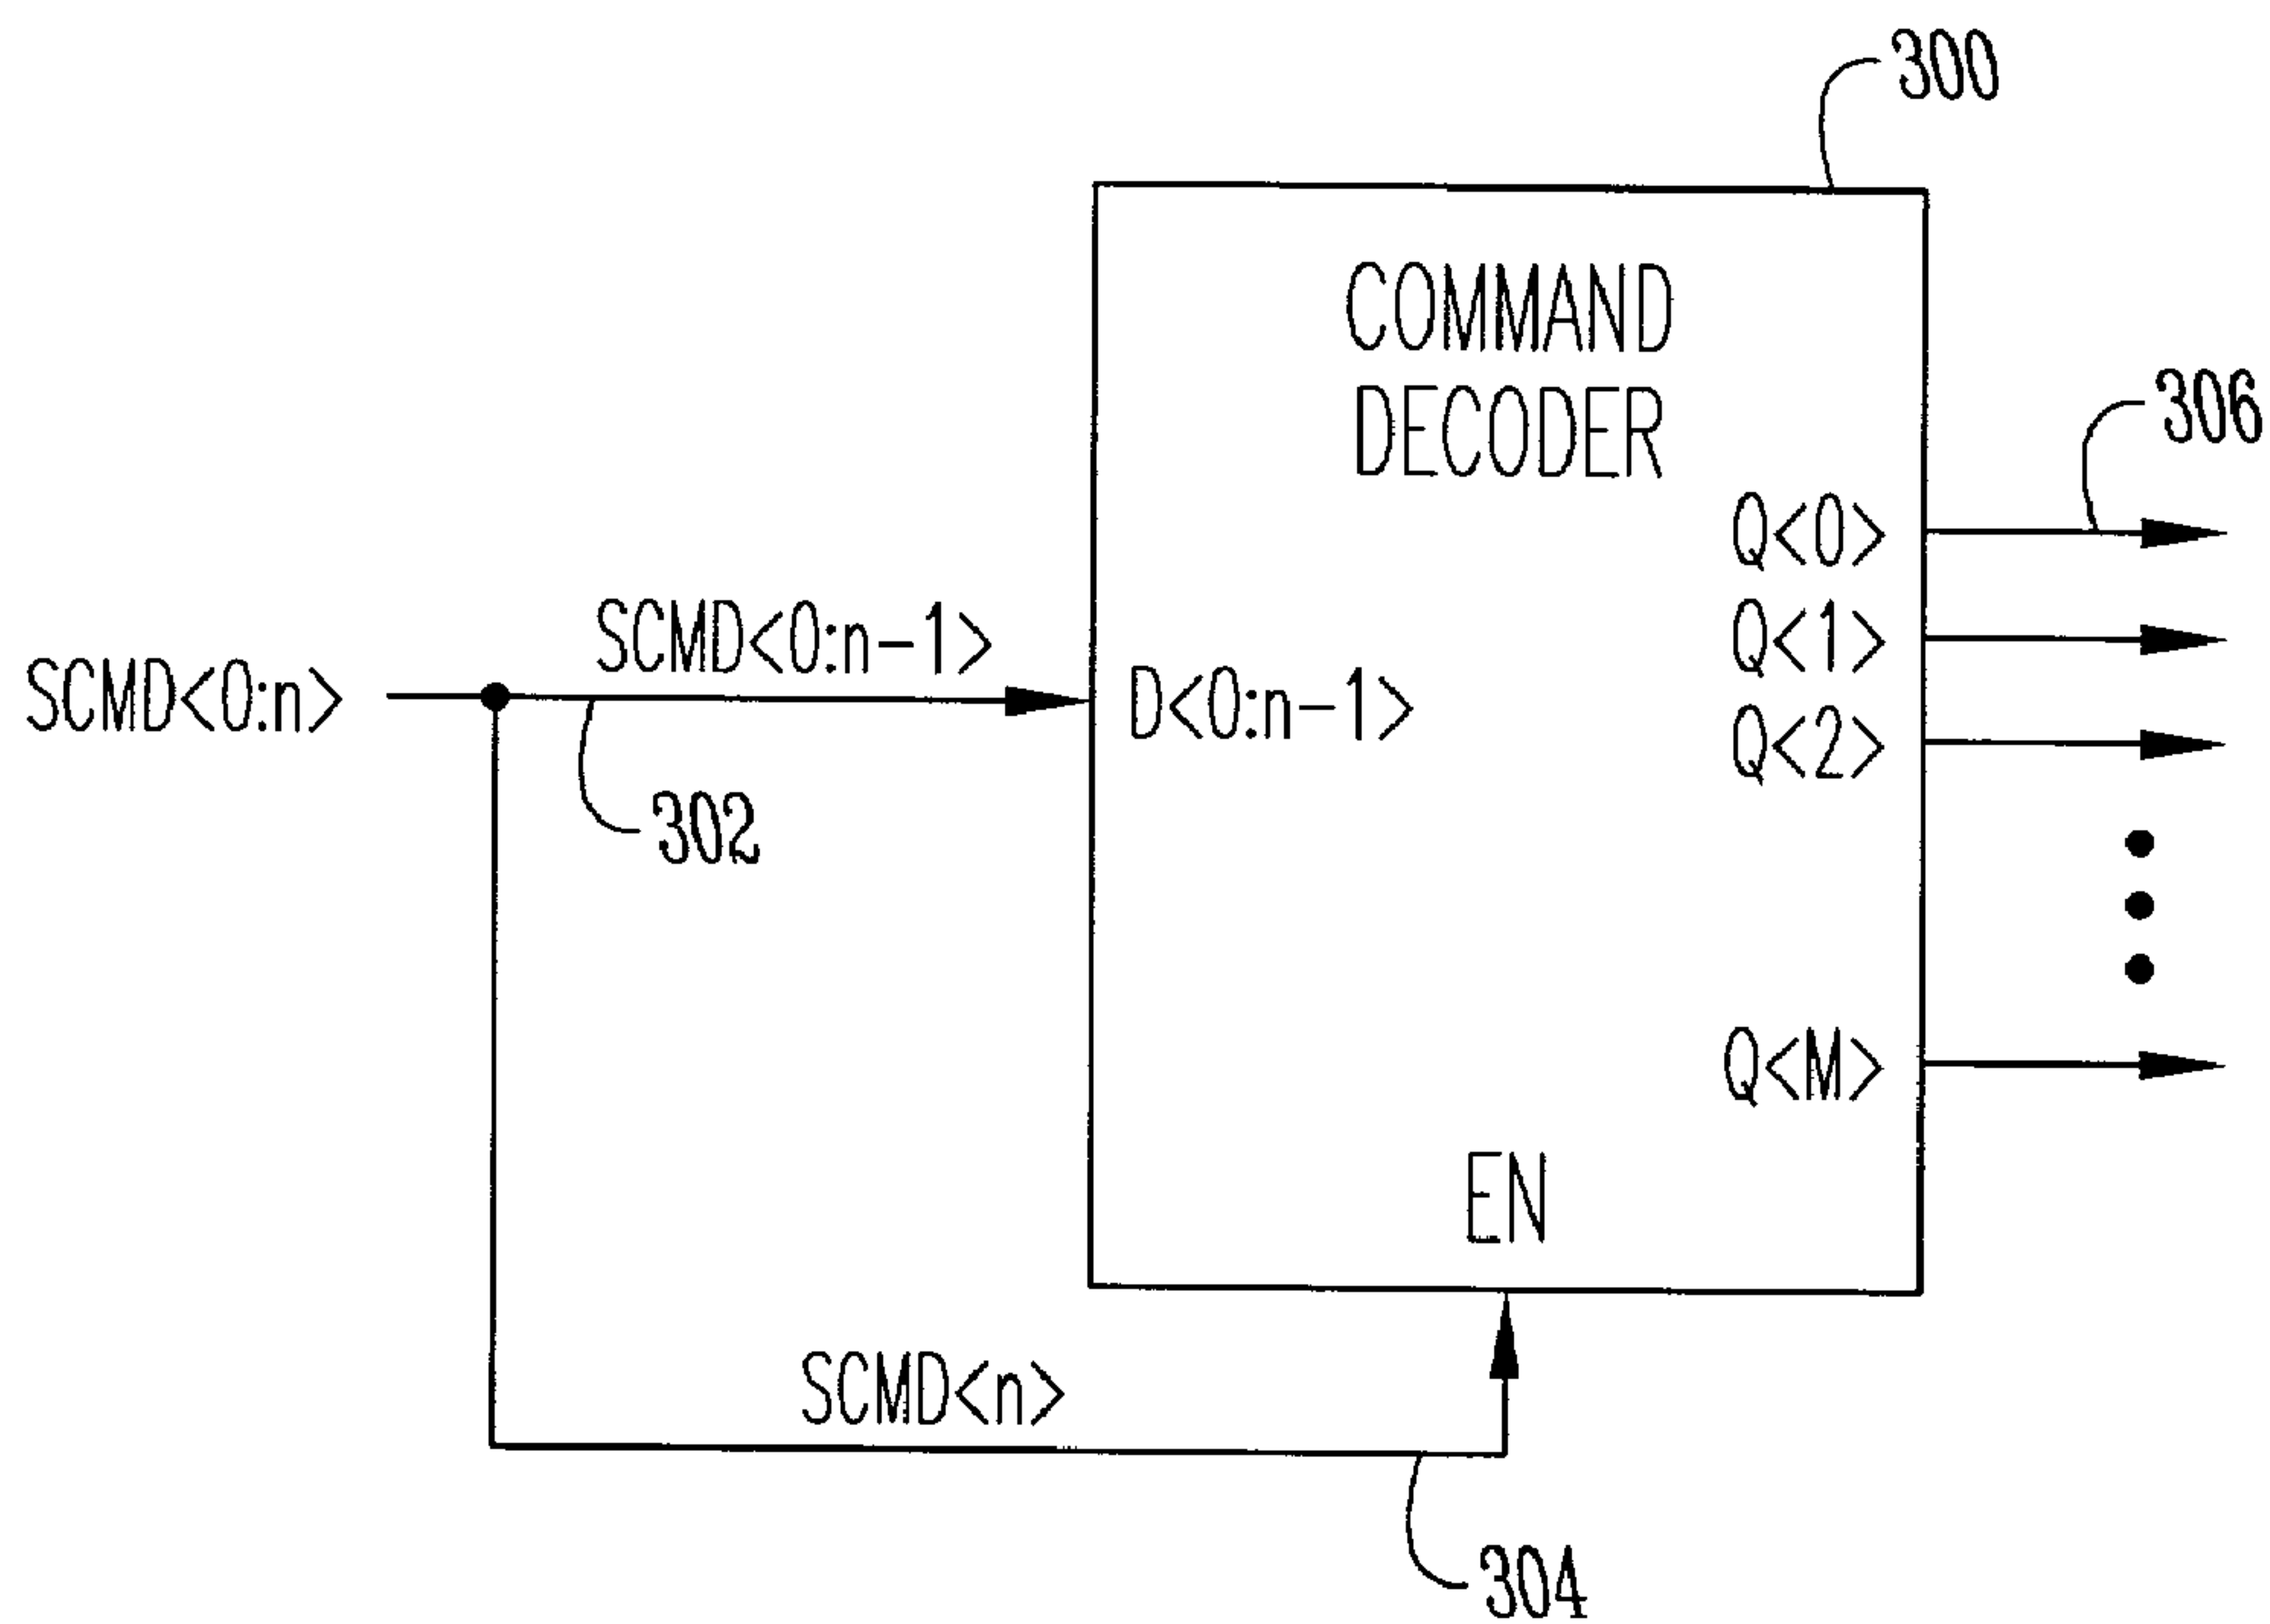 300
COMMAND
DECODER
306
Q<0>
SCMD<0:n-1>
Q<1>
SCMD<0:n>
D<0:n-1>
Q<2>
302
Q<M>
EN
SCMD<n>
304